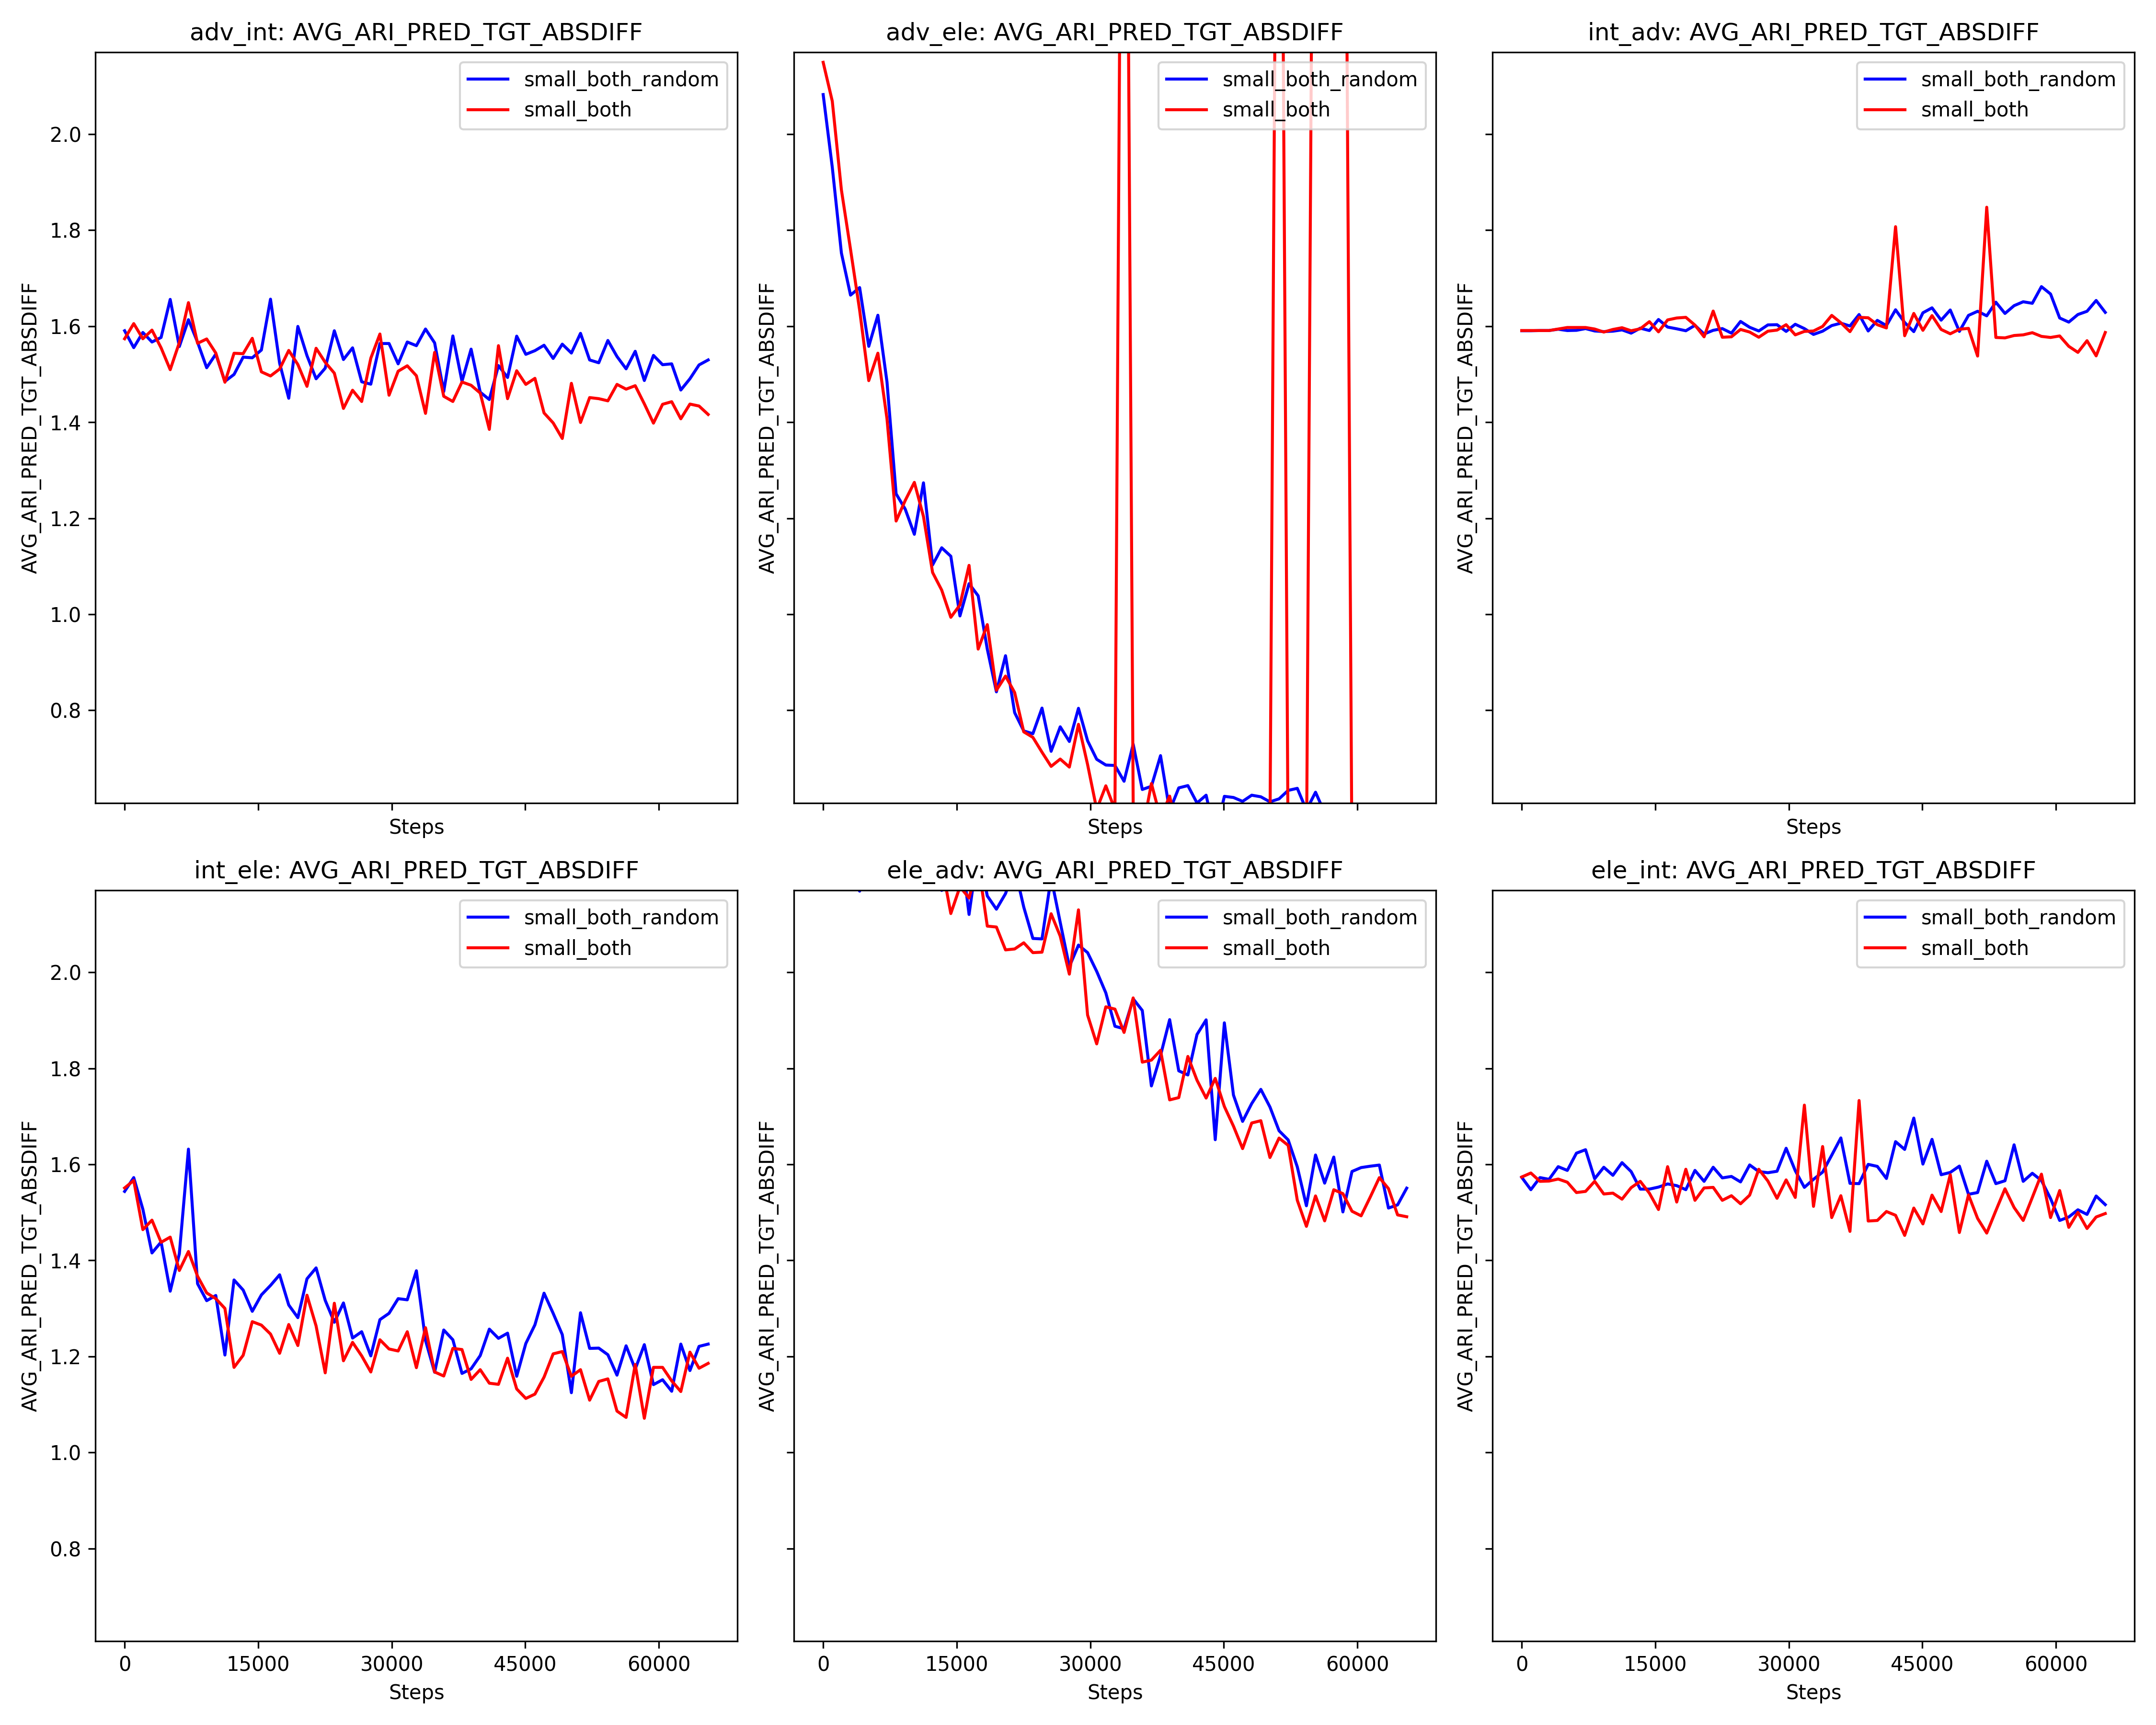 adv_int: AVG_ARI_PRED_TGT_ABSDIFF
AVG_ARI_PRED_TGT_ABSDIFF
2.0
1.8
1.6
1.4
1.2
1.0
0.8
small_both_random
small_both
Steps
adv_ele: AVG_ARI_PRED_TGT_ABSDIFF
AVG_ARI_PRED_TGT_ABSDIFF
small_both_random
small_both
Steps
int_adv: AVG_ARI_PRED_TGT_ABSDIFF
AVG_ARI_PRED_TGT_ABSDIFF
small_both_random
small_both
Steps
int_ele: AVG_ARI_PRED_TGT_ABSDIFF
AVG_ARI_PRED_TGT_ABSDIFF
2.0
1.8
1.6
1.4
1.2
1.0
0.8
small_both_random
small_both
0 15000 30000 45000 60000
Steps
ele_adv: AVG_ARI_PRED_TGT_ABSDIFF
AVG_ARI_PRED_TGT_ABSDIFF
small_both_random
small_both
0 15000 30000 45000 60000
Steps
ele_int: AVG_ARI_PRED_TGT_ABSDIFF
AVG_ARI_PRED_TGT_ABSDIFF
small_both_random
small_both
0 15000 30000 45000 60000
Steps